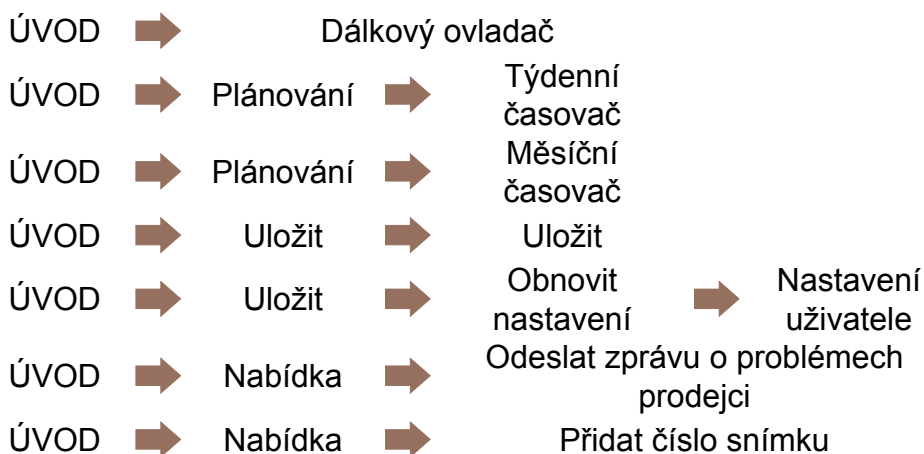 ÚVOD Dálkový ovladač
ÚVOD Plánování Týdenní
časovač
ÚVOD Plánování Měsíční
časovač
ÚVOD Uložit Uložit
ÚVOD Uložit Obnovit
nastavení Nastavení
uživatele
ÚVOD Nabídka Odeslat zprávu o problémech
prodejci
ÚVOD Nabídka Přidat číslo snímku